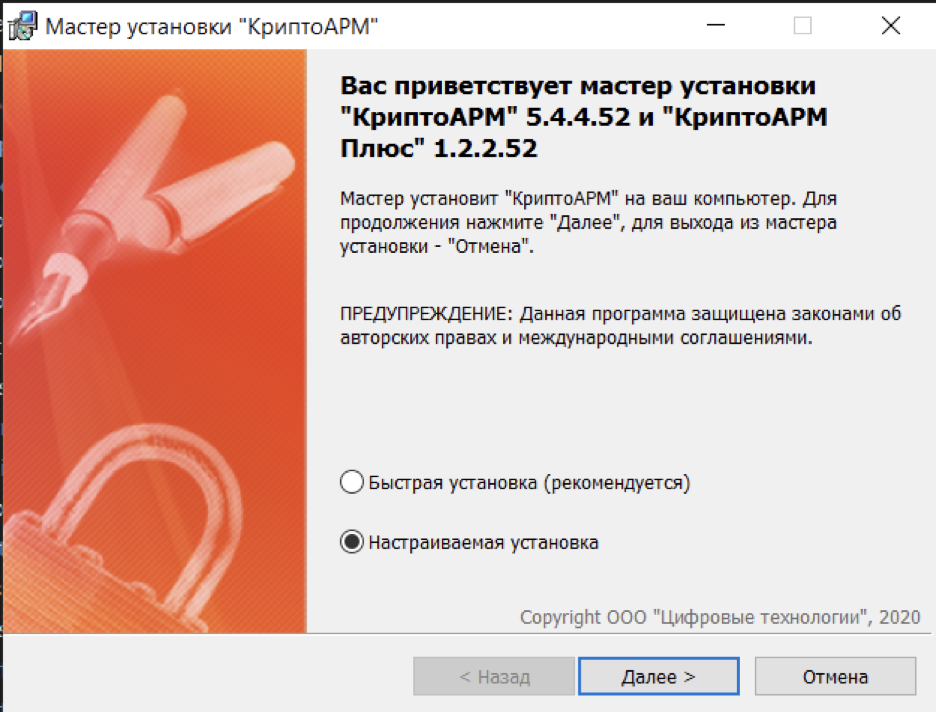 Мастер установки "КриптоАРМ"
Вас приветствует мастер установки
"КриптоАРМ" 5.4.4.52 и "КриптоАРМ
Плюс" 1.2.2.52
Мастер установит "КриптоАРМ" на ваш компьютер. Для
продолжения нажмите "Далее", для выхода из мастера
установки - "Отмена".
ПРЕДУПРЕЖДЕНИЕ: Данная программа защищена законами об
авторских правах и международными соглашениями.
Быстрая установка (рекомендуется)
Настраиваемая установка
Copyright ООО "Цифровые технологии", 2020
< Назад
Далее >
Отмена